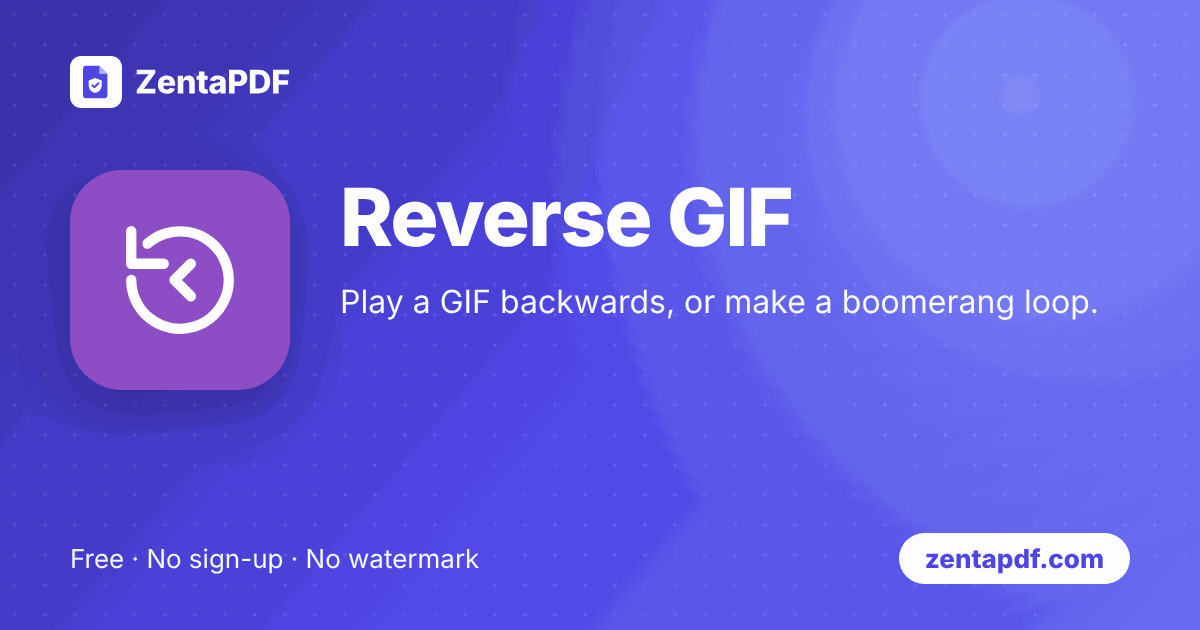 ZentaPDF
Reverse GIF
Play a GIF backwards, or make a boomerang loop.
Free · No sign-up · No watermark
zentapdf.com